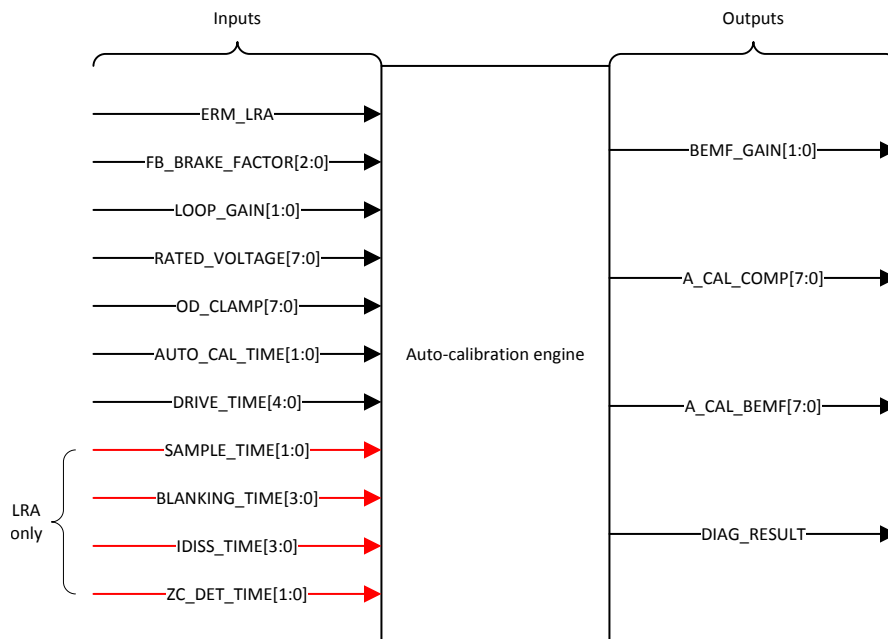 Inputs
Outputs
ERM_LRA
FB_BRAKE_FACTOR[2:0]
LOOP_GAIN[1:0]
RATED_VOLTAGE[7:0]
OD_CLAMP[7:0]
AUTO_CAL_TIME[1:0]
DRIVE_TIME[4:0]
SAMPLE_TIME[1:0]
BLANKING_TIME[3:0]
IDISS_TIME[3:0]
ZC_DET_TIME[1:0]
LRA
only
Auto-calibration engine
BEMF_GAIN[1:0]
A_CAL_COMP[7:0]
A_CAL_BEMF[7:0]
DIAG_RESULT